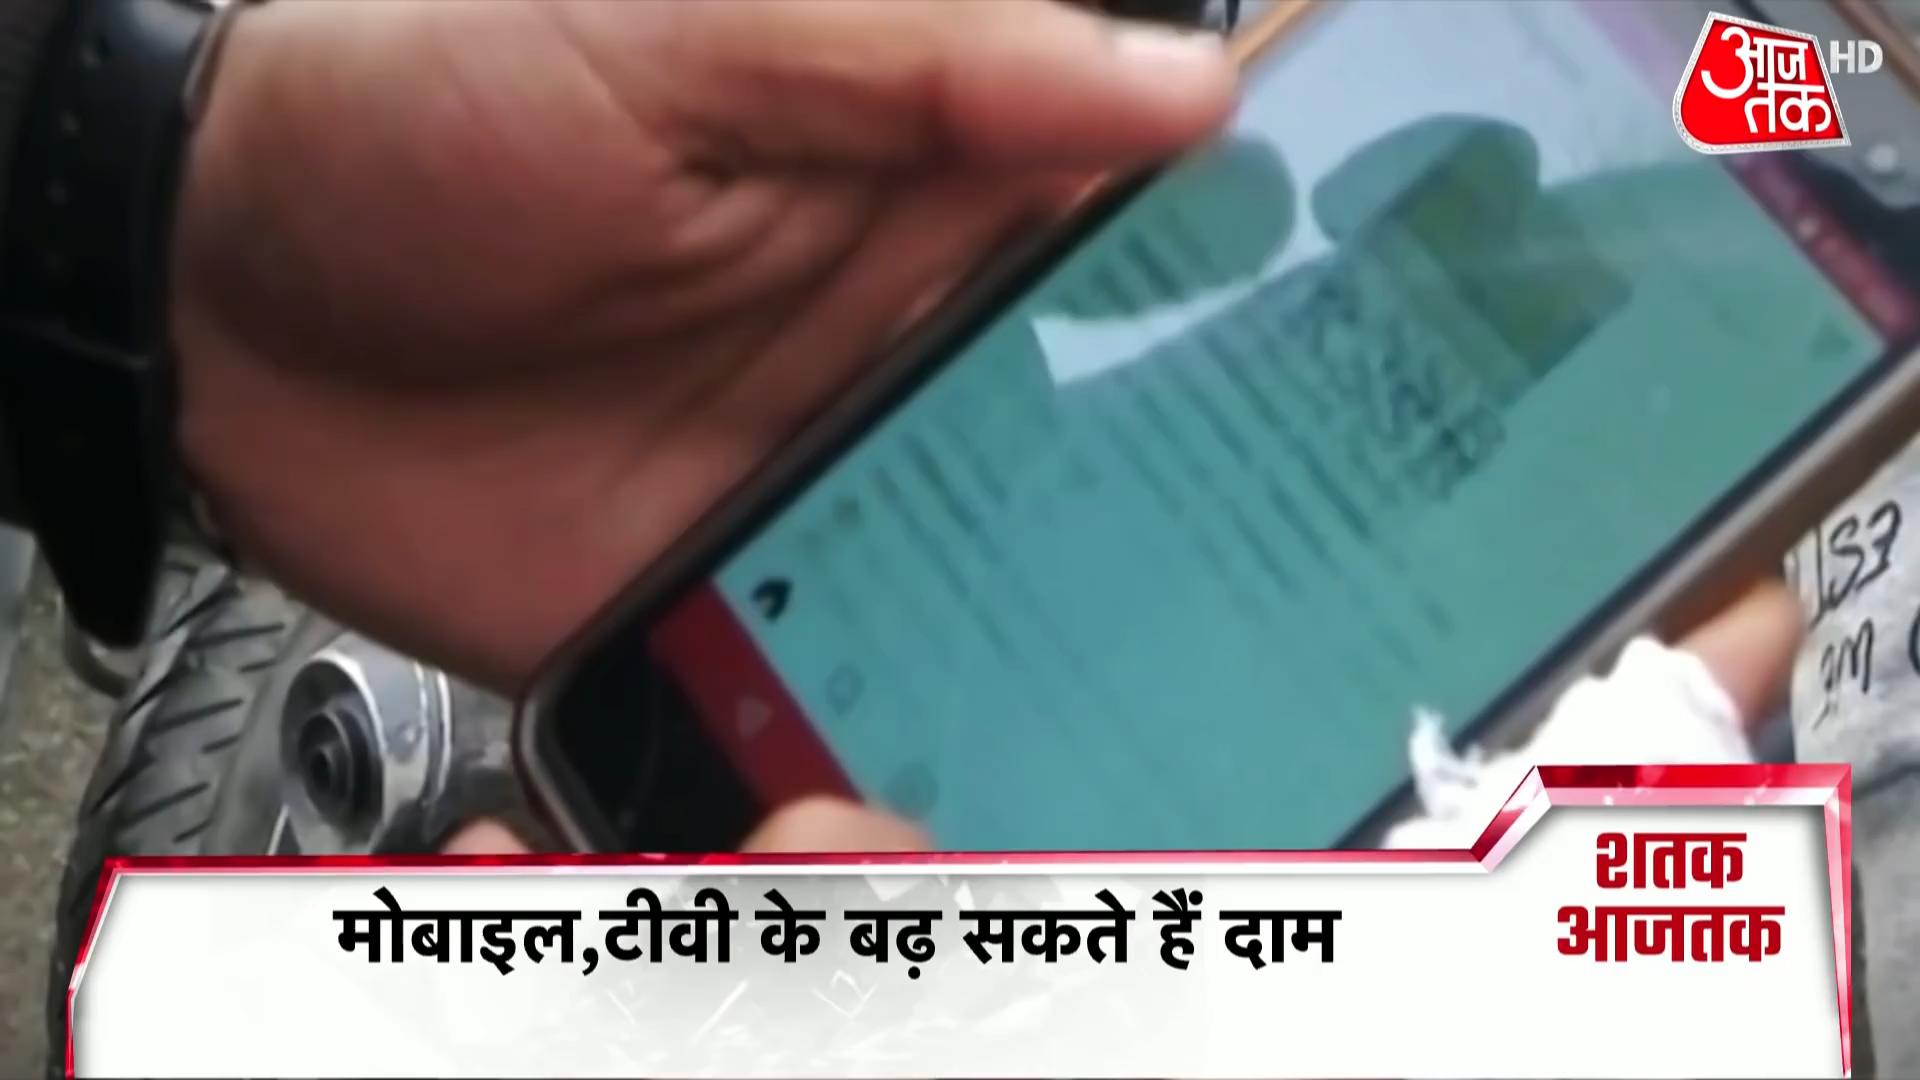 आज
तक HD
मोबाइल,टीवी के बढ़ सकते हैं दाम
शतक
आजतक